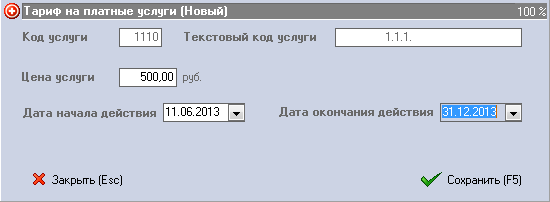 Тариф на платные услуги (Новый) 100 %
Код услуги 1110 Текстовый код услуги 1.1.1.
Цена услуги 500,00 руб.
Дата начала действия 11.06.2013 Дата окончания действия 31.12.2013
Закрыть (Esc) Сохранить (F5)